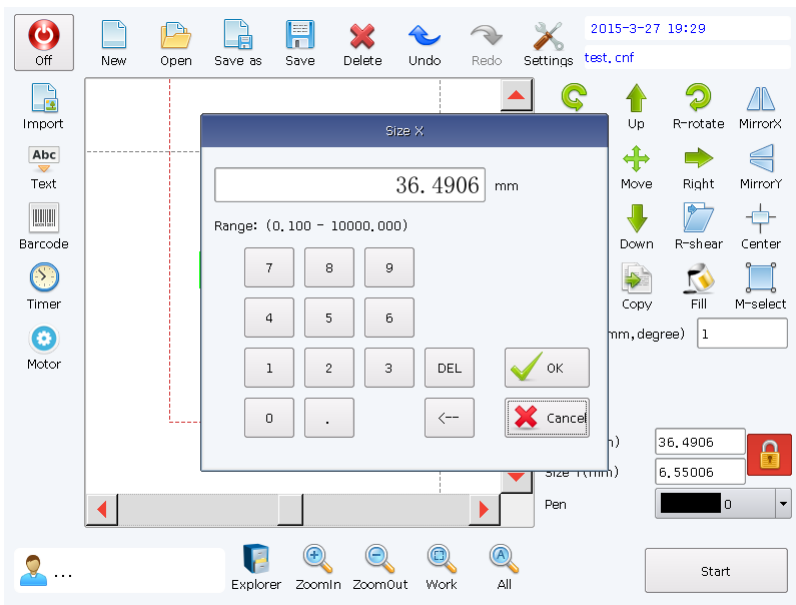 2015-3-27 19:29
Off New Open Save as Save Delete Undo Redo Settings test.cnf
Size X
Import Up R-rotate MirrorX
Abc
Text Move Right MirrorY
36.4906 mm
Range: (0.100 - 10000.000)
Barcode Down R-shear Center
7 8 9
Timer Copy Fill M-select
4 5 6
mm,degree) 1
Motor
1 2 3 DEL OK
0 . <-- Cancel
) 36.4906
Size Y(mm) 6.55006
Pen 0
... Explorer ZoomIn ZoomOut Work A All Start